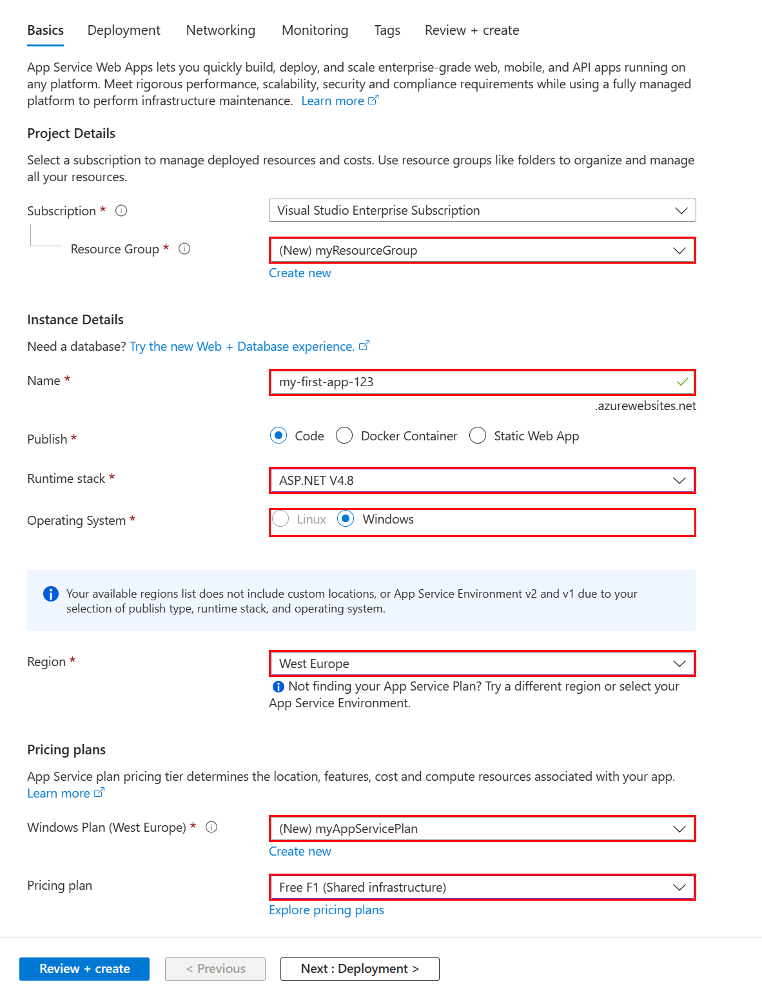 Basics Deployment Networking Monitoring Tags Review + create
App Service Web Apps lets you quickly build, deploy, and scale enterprise-grade web, mobile, and API apps running on
any platform. Meet rigorous performance, scalability, security and compliance requirements while using a fully managed
platform to perform infrastructure maintenance. Learn more
Project Details
Select a subscription to manage deployed resources and costs. Use resource groups like folders to organize and manage
all your resources.
Subscription * Visual Studio Enterprise Subscription
Resource Group * (New) myResourceGroup
Create new
Instance Details
Need a database? Try the new Web + Database experience.
Name * my-first-app-123
.azurewebsites.net
Publish * Code Docker Container Static Web App
Runtime stack * ASP.NET V4.8
Operating System * Linux Windows
Your available regions list does not include custom locations, or App Service Environment v2 and v1 due to your
selection of publish type, runtime stack, and operating system.
Region * West Europe
Not finding your App Service Plan? Try a different region or select your
App Service Environment.
Pricing plans
App Service plan pricing tier determines the location, features, cost and compute resources associated with your app.
Learn more
Windows Plan (West Europe) * (New) myAppServicePlan
Create new
Pricing plan Free F1 (Shared infrastructure)
Explore pricing plans
Review + create < Previous Next : Deployment >